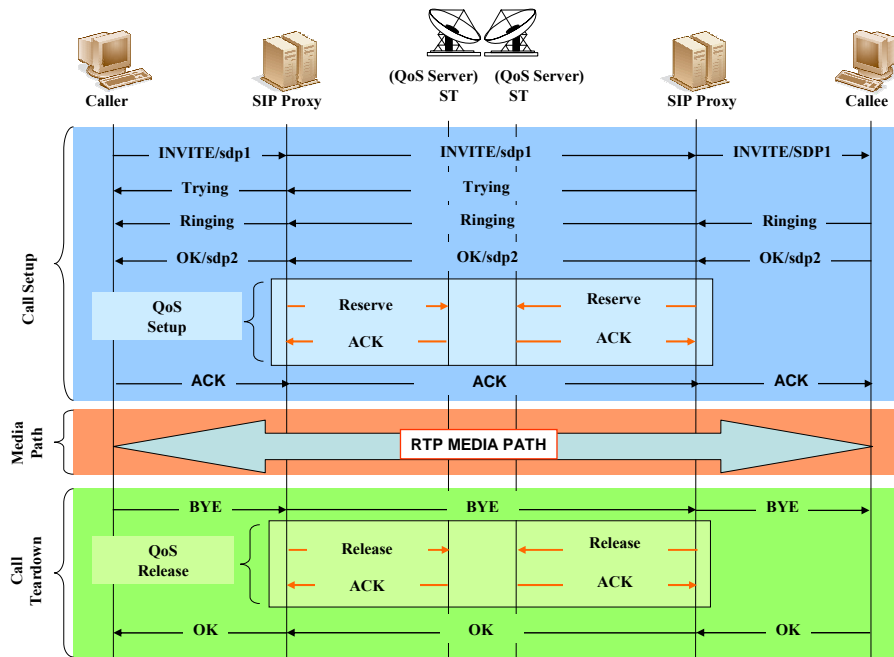 (QoS Server) (QoS Server)
Caller SIP Proxy ST ST SIP Proxy Callee
Call Setup
INVITE/sdp1 INVITE/sdp1 INVITE/SDP1
Trying Trying
Ringing Ringing Ringing
OK/sdp2 OK/sdp2 OK/sdp2
QoS
Setup
Reserve Reserve
ACK ACK
ACK ACK ACK
Media
Path
RTP MEDIA PATH
Call
Teardown
BYE BYE BYE
QoS
Release
Release Release
ACK ACK
OK OK OK